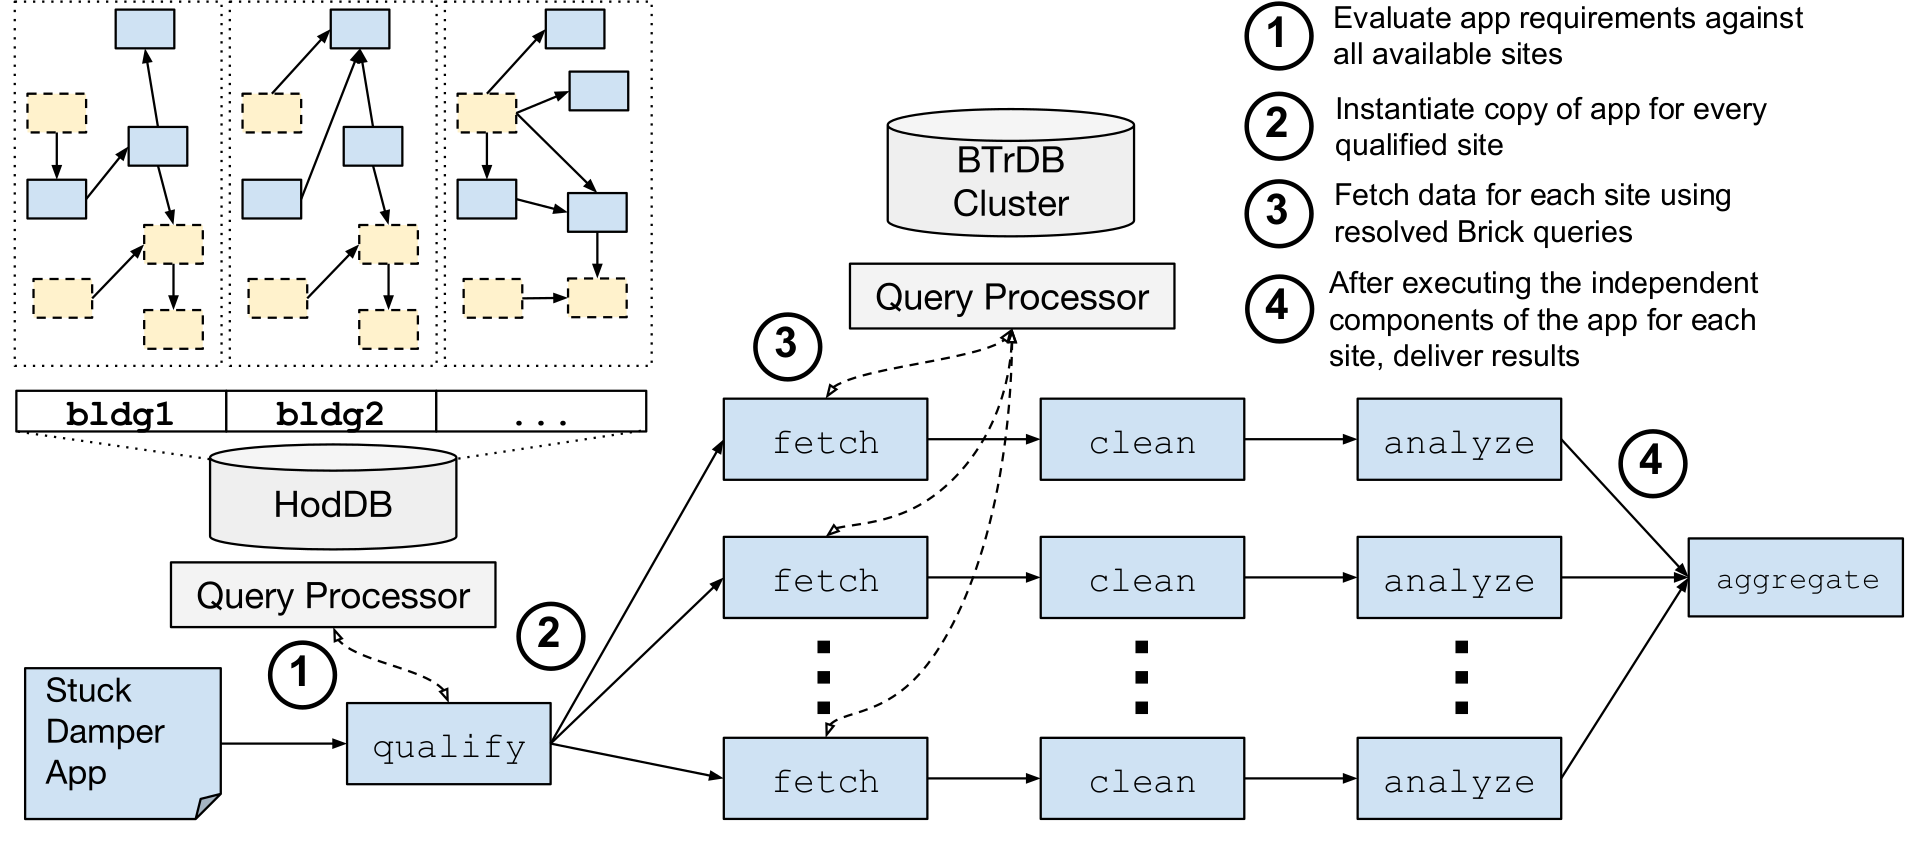 1 Evaluate app requirements against
all available sites
2 Instantiate copy of app for every
qualified site
3 Fetch data for each site using
resolved Brick queries
4 After executing the independent
components of the app for each
site, deliver results
BTrDB
Cluster
Query Processor
3
bldg1 bldg2 ...
HodDB
Query Processor
1
2
Stuck
Damper
App
qualify
fetch clean analyze
4
fetch clean analyze
aggregate
fetch clean analyze